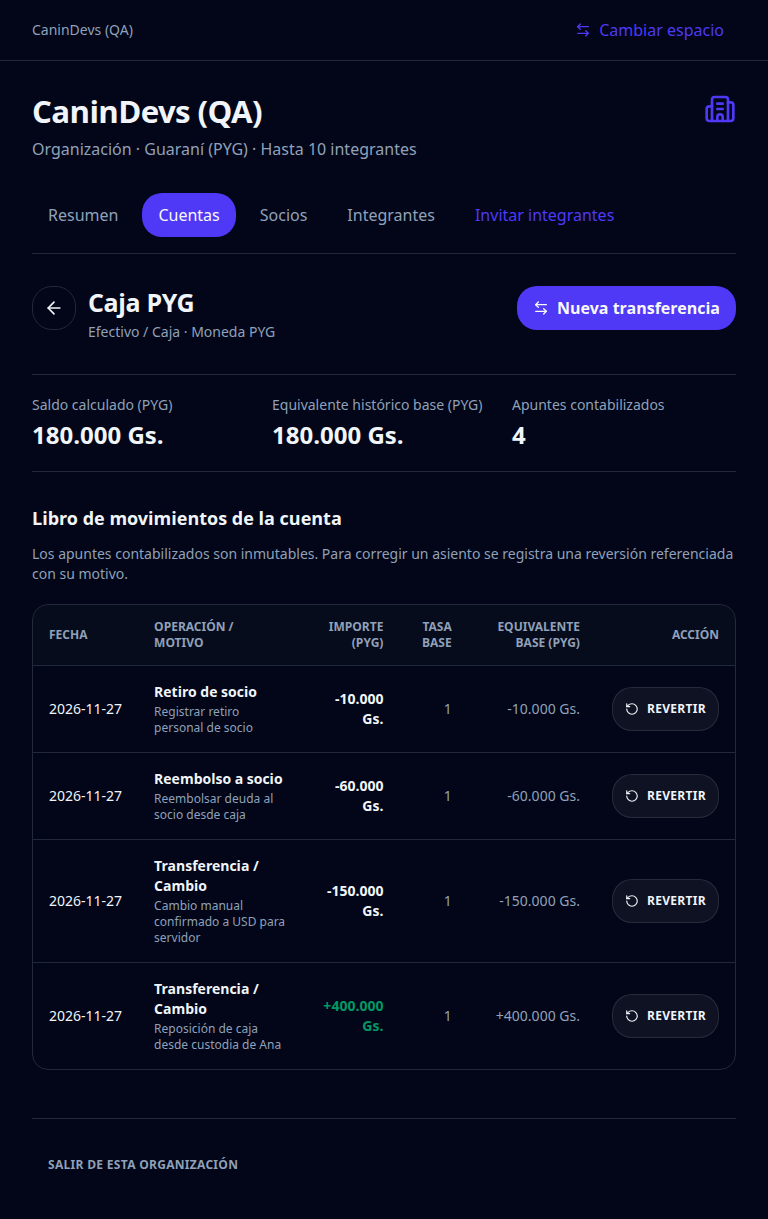 CaninDevs (QA)
Cambiar espacio
CaninDevs (QA)
Organización · Guaraní (PYG) · Hasta 10 integrantes
Resumen
Cuentas
Socios
Integrantes
Invitar integrantes
Caja PYG
Efectivo / Caja · Moneda PYG
Nueva transferencia
Saldo calculado (PYG)
180.000 Gs.
Equivalente histórico base (PYG)
180.000 Gs.
Apuntes contabilizados
4
Libro de movimientos de la cuenta
Los apuntes contabilizados son inmutables. Para corregir un asiento se registra una reversión referenciada
con su motivo.
FECHA
OPERACIÓN /
MOTIVO
IMPORTE
(PYG)
TASA
BASE
EQUIVALENTE
BASE (PYG)
ACCIÓN
2026-11-27
Retiro de socio
Registrar retiro
personal de socio
-10.000
Gs.
1
-10.000 Gs.
REVERTIR
2026-11-27
Reembolso a socio
Reembolsar deuda al
socio desde caja
-60.000
Gs.
1
-60.000 Gs.
REVERTIR
2026-11-27
Transferencia /
Cambio
Cambio manual
confirmado a USD para
servidor
-150.000
Gs.
1
-150.000 Gs.
REVERTIR
2026-11-27
Transferencia /
Cambio
Reposición de caja
desde custodia de Ana
+400.000
Gs.
1
+400.000 Gs.
REVERTIR
SALIR DE ESTA ORGANIZACIÓN